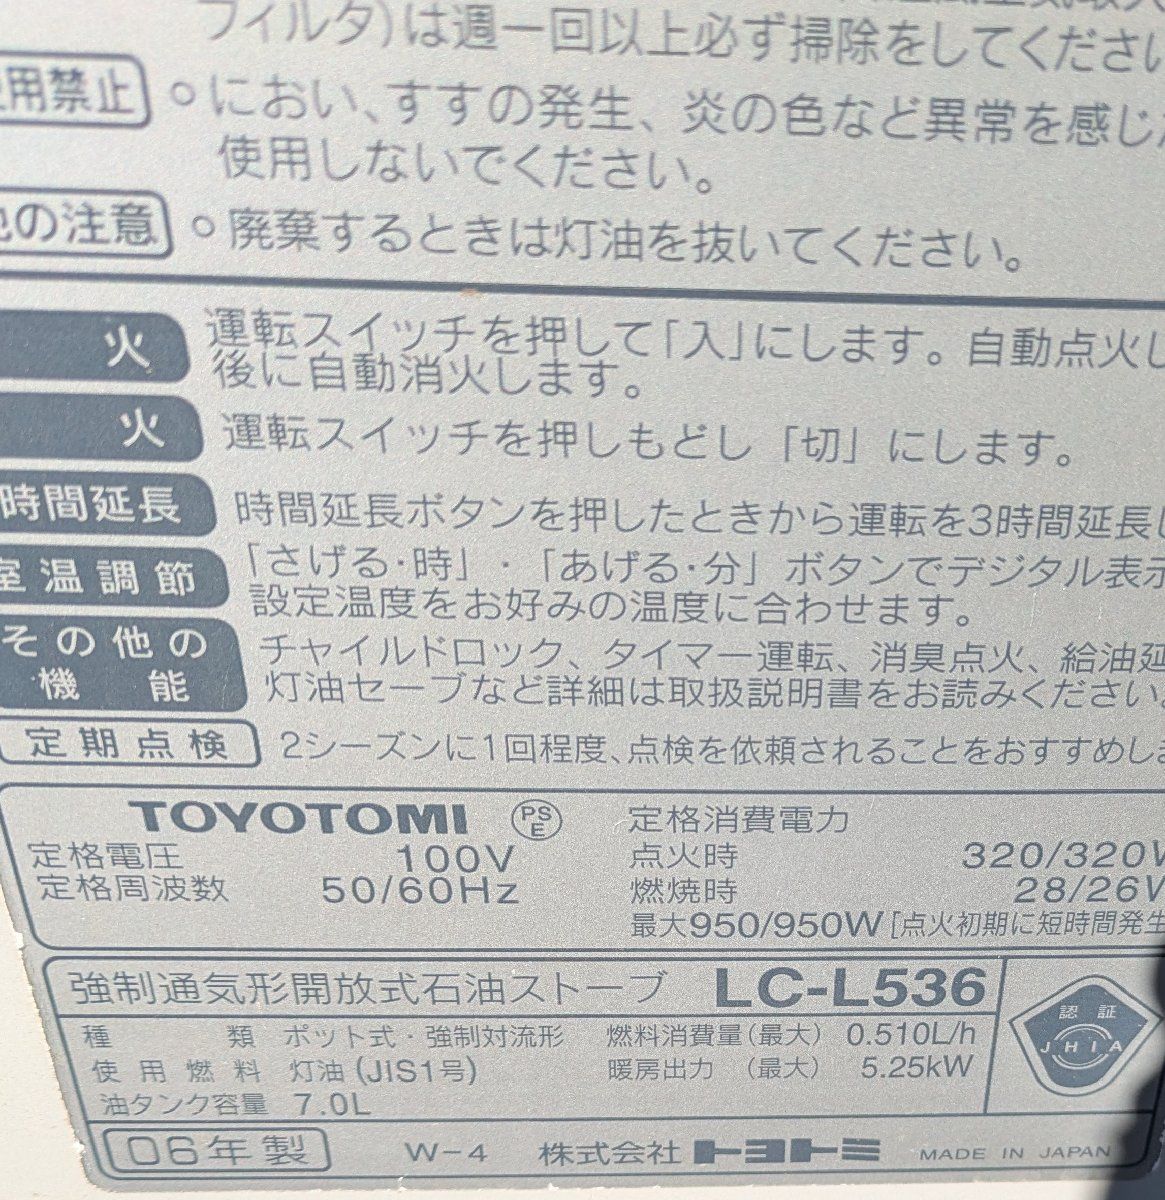 フィルタ)は週一回以上必ず掃除をしてください
用禁止 ○におい、すすの発生、炎の色など異常を感じ
使用しないでください。
の注意 ○廃棄するときは灯油を抜いてください。
火 運転スイッチを押して「入」にします。自動点火し
後に自動消火します。
火 運転スイッチを押しもどし「切」にします。
時間延長 時間延長ボタンを押したときから運転を3時間延長し
室温調節 「さげる・時」・「あげる・分」ボタンでデジタル表示
設定温度をお好みの温度に合わせます。
その他の機能 チャイルドロック、タイマー運転、消臭点火、給油延
灯油セーブなど詳細は取扱説明書をお読みください。
定期点検 2シーズンに1回程度、点検を依頼されることをおすすめしま
TOYOTOMI PSE 定格消費電力
定格電圧 100V 点火時 320/320W
定格周波数 50/60Hz 燃焼時 28/26W
最大950/950W[点火初期に短時間発生
強制通気形開放式石油ストーブ LC-L536
種類 ポット式・強制対流形 燃料消費量(最大) 0.510L/h
使用燃料 灯油(JIS1号) 暖房出力 (最大) 5.25kW
油タンク容量 7.0L
認証
JHIA
06年製 W-4 株式会社トヨトミ MADE IN JAPAN